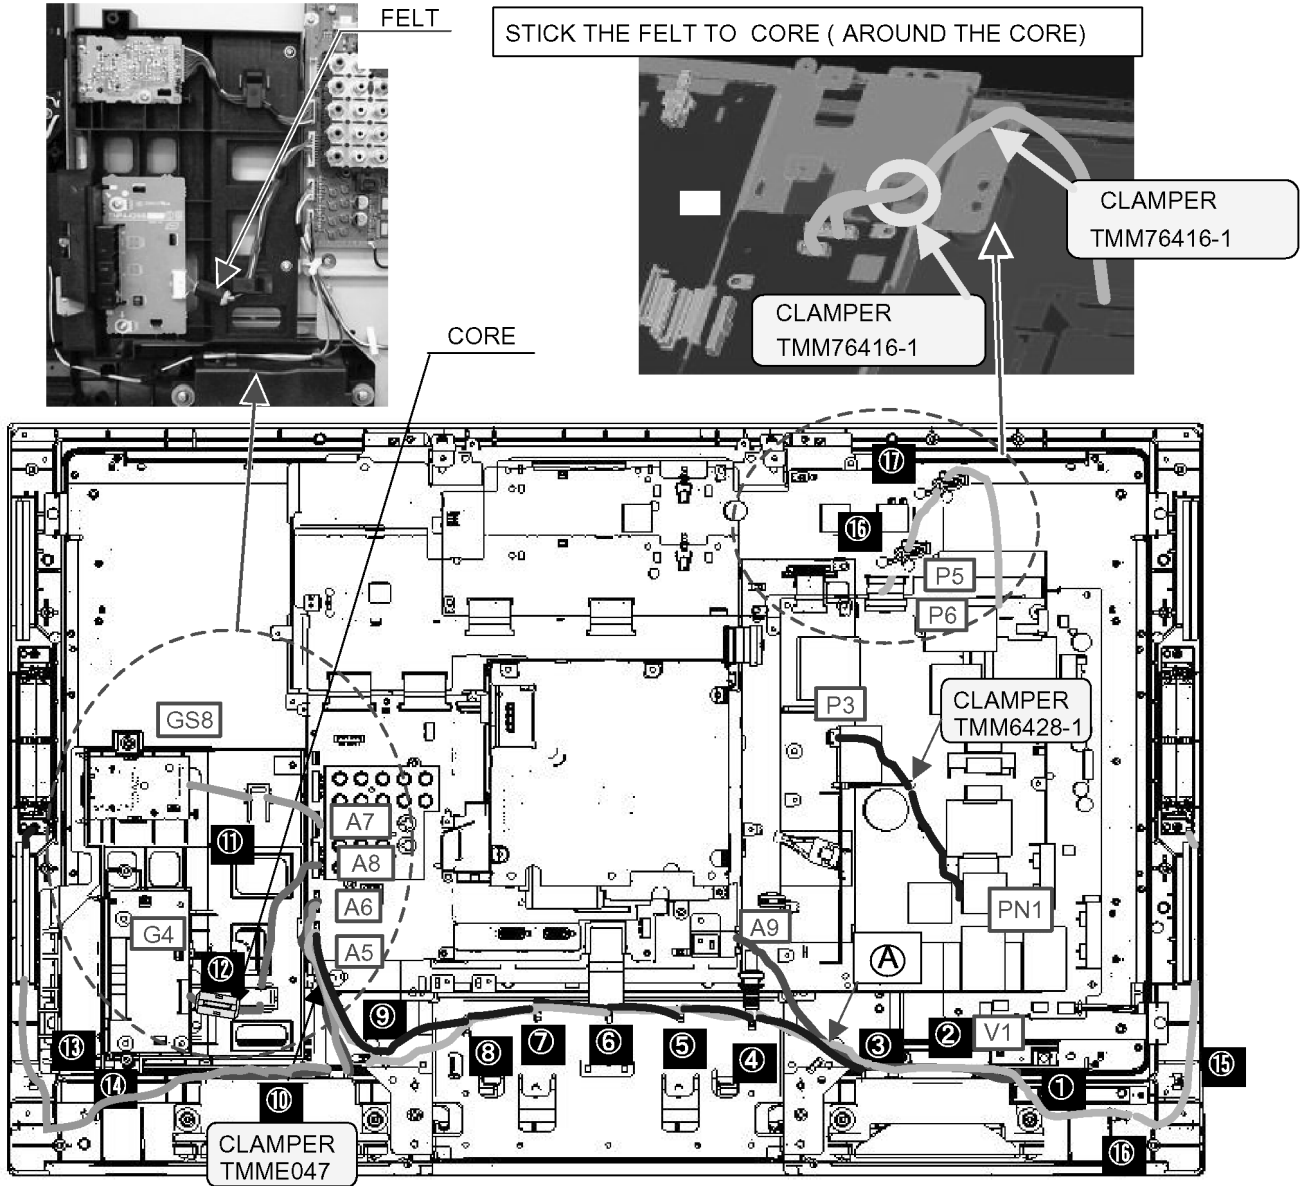 FELT
STICK THE FELT TO CORE ( AROUND THE CORE)
CLAMPER
TMM76416-1
CLAMPER
TMM76416-1
CORE
⑰
⑯
P5
P6
GS8
P3
CLAMPER
TMM6428-1
A7
⑪
A8
A6
PN1
G4
A9
A5
Ⓐ
⑫
⑨
②
V1
⑬
⑧
⑦
⑥
⑤
④
③
⑮
⑭
①
⑩
CLAMPER
TMME047
⑯